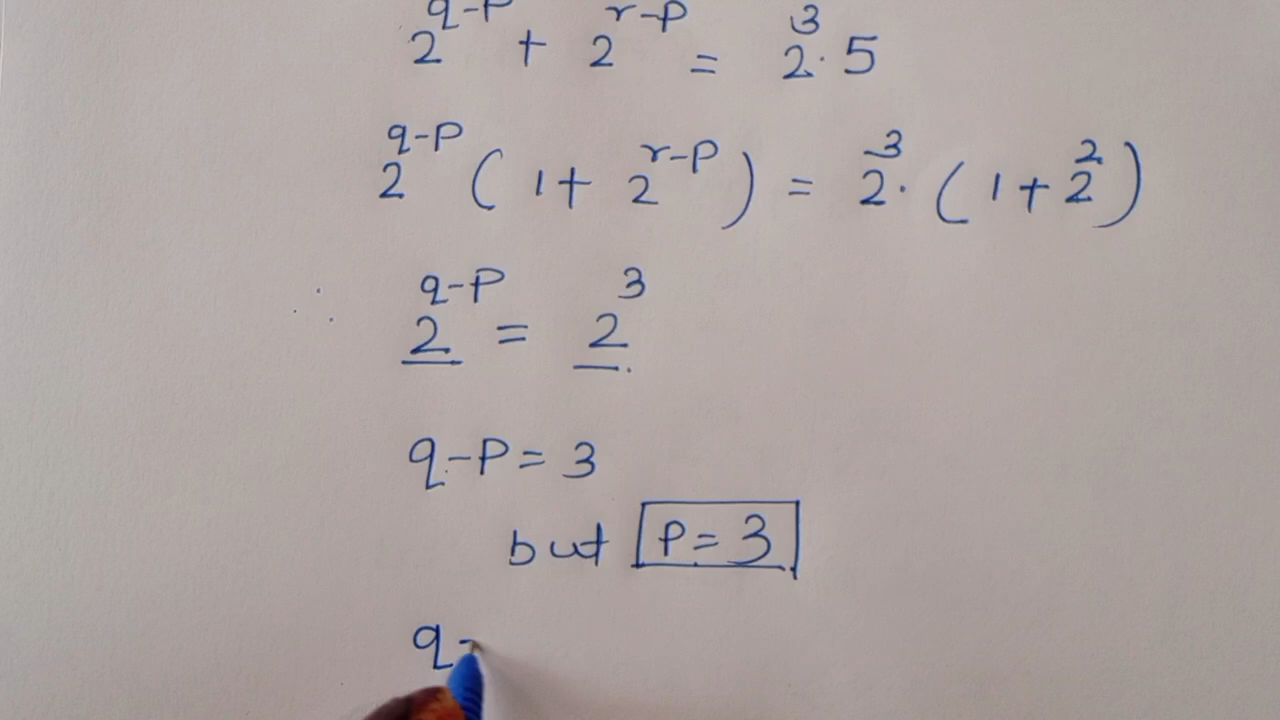 2^{q-p} + 2^{r-p} = 2^3 · 5
2^{q-p} ( 1 + 2^{r-p} ) = 2^3 · ( 1 + 2^2 )
∴ 2^{q-p} = 2^3
q-p = 3
but p = 3
q -